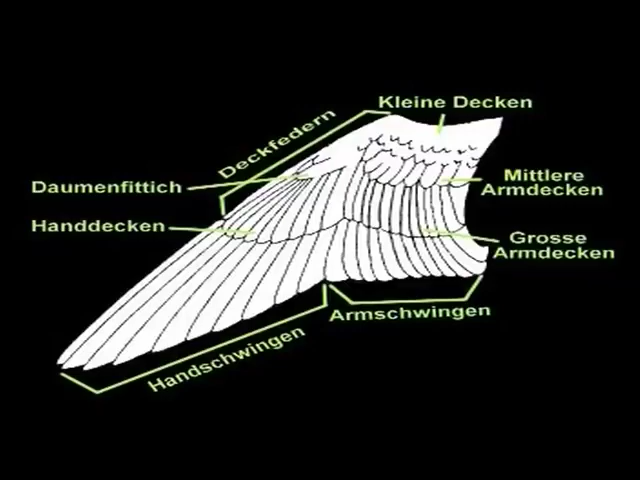 Kleine Decken
Deckfedern
Daumenfittich
Mittlere
Armdecken
Handdecken
Grosse
Armdecken
Armschwingen
Handschwingen